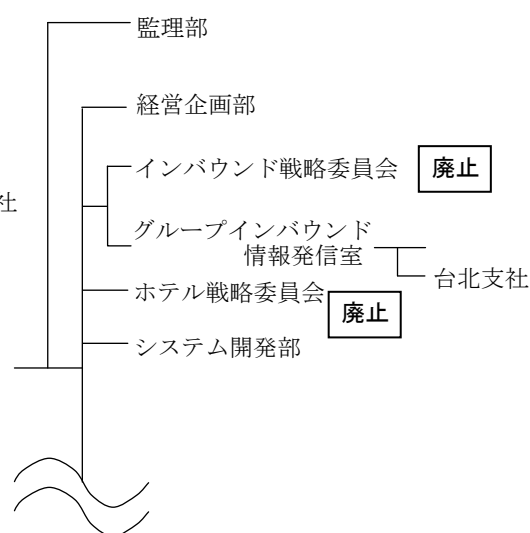 監理部
経営企画部
インバウンド戦略委員会 廃止
社
グループインバウンド
情報発信室
台北支社
ホテル戦略委員会
廃止
システム開発部